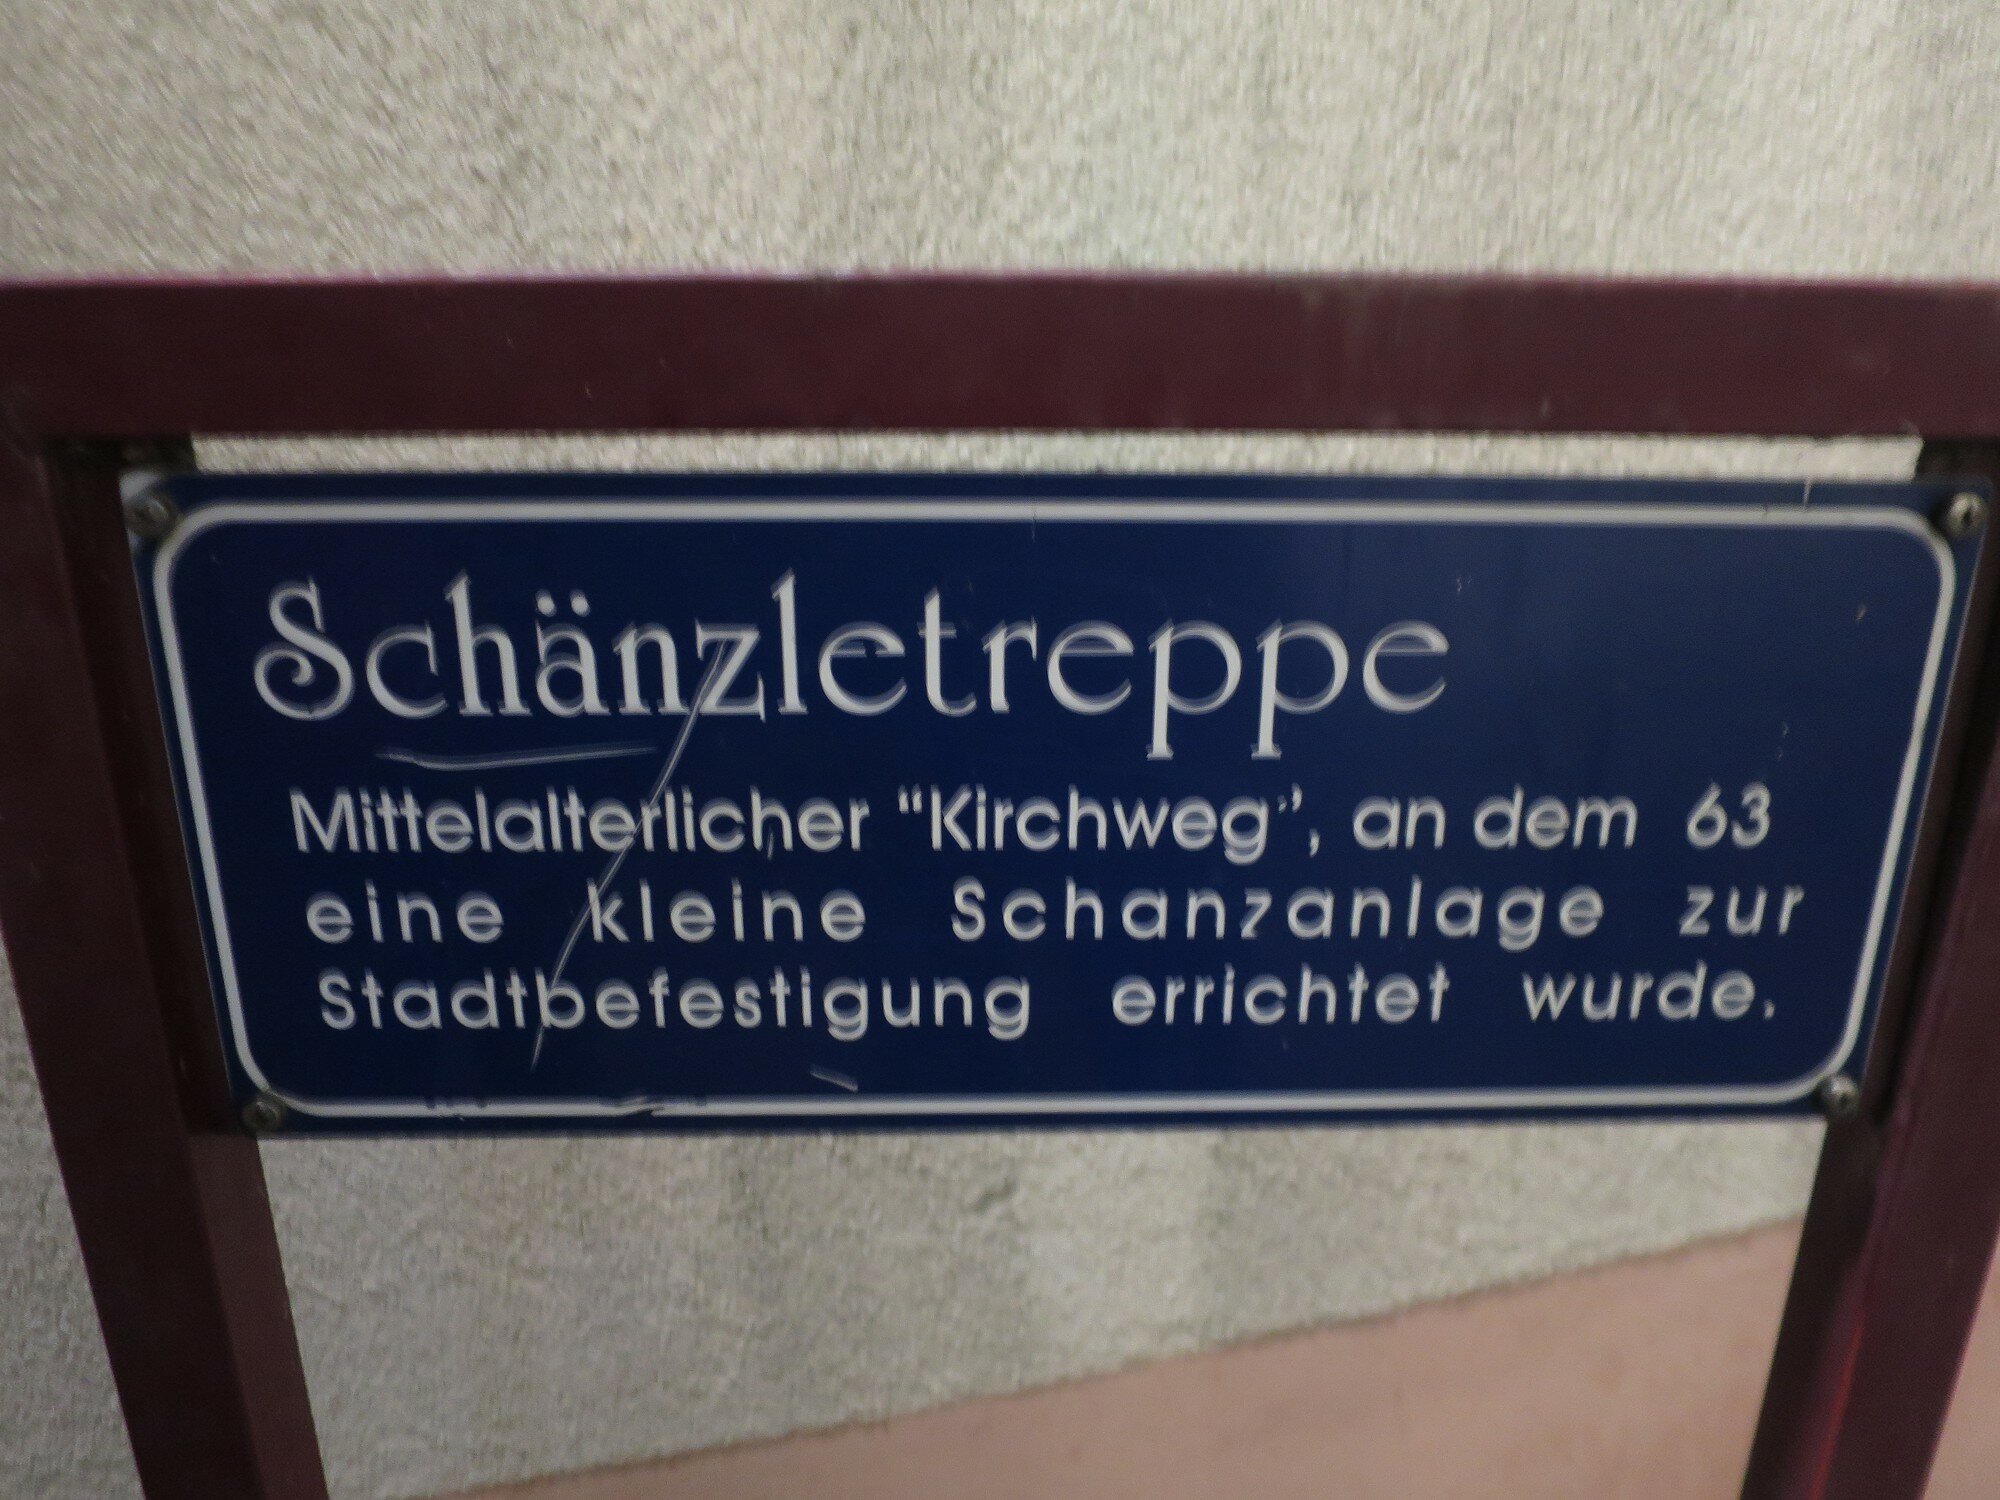 Schänzletreppe
Mittelalterlicher "Kirchweg", an dem 63
eine kleine Schanzanlage zur
Stadtbefestigung errichtet wurde.